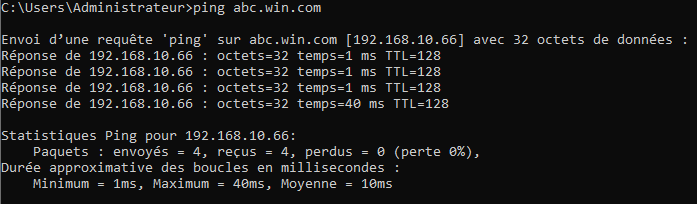 C:\Users\Administrateur>ping abc.win.com
Envoi d’une requête 'ping' sur abc.win.com [192.168.10.66] avec 32 octets de données :
Réponse de 192.168.10.66 : octets=32 temps=1 ms TTL=128
Réponse de 192.168.10.66 : octets=32 temps=1 ms TTL=128
Réponse de 192.168.10.66 : octets=32 temps=1 ms TTL=128
Réponse de 192.168.10.66 : octets=32 temps=40 ms TTL=128
Statistiques Ping pour 192.168.10.66:
    Paquets : envoyés = 4, reçus = 4, perdus = 0 (perte 0%),
Durée approximative des boucles en millisecondes :
    Minimum = 1ms, Maximum = 40ms, Moyenne = 10ms